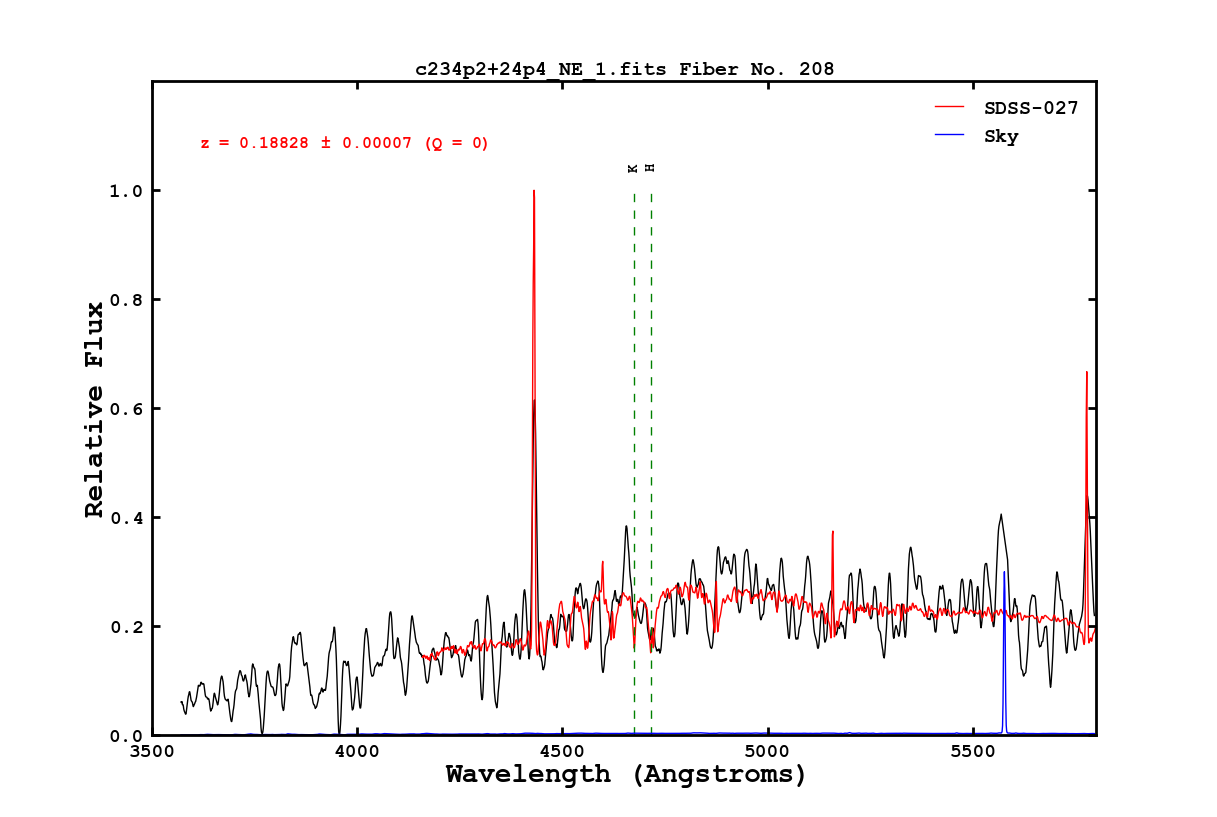 c234p2+24p4_NE_1.fits Fiber No. 208
SDSS-027
Sky
z = 0.18828 ± 0.00007 (Q = 0)
K H
1.0
0.8
0.6
0.4
0.2
0.0
Relative Flux
3500 4000 4500 5000 5500
Wavelength (Angstroms)